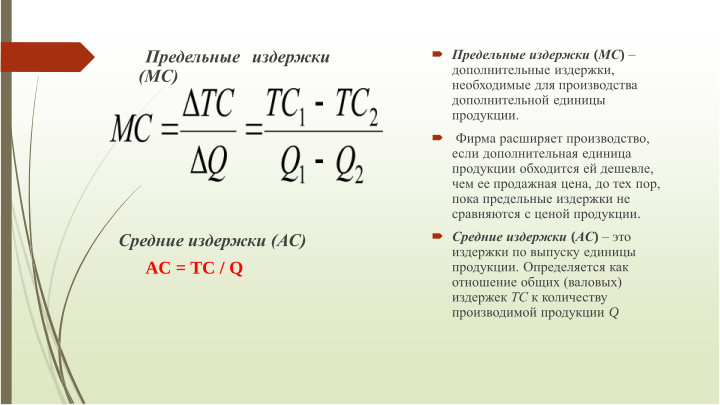 Предельные издержки
(МС)
MC = ΔTC / ΔQ = (TC₁ - TC₂) / (Q₁ - Q₂)
Средние издержки (АС)
АС = ТС / Q
Предельные издержки (МС) –
дополнительные издержки,
необходимые для производства
дополнительной единицы
продукции.
Фирма расширяет производство,
если дополнительная единица
продукции обходится ей дешевле,
чем ее продажная цена, до тех пор,
пока предельные издержки не
сравняются с ценой продукции.
Средние издержки (АС) – это
издержки по выпуску единицы
продукции. Определяется как
отношение общих (валовых)
издержек ТС к количеству
производимой продукции Q